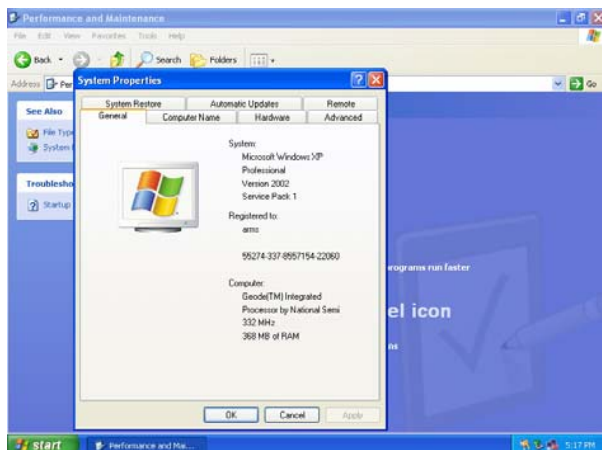 Performance and Maintenance
File Edit View Favorites Tools Help
Back Search Folders
Address Per Go
System Properties
System Restore Automatic Updates Remote
General Computer Name Hardware Advanced
See Also
File Typ
System
Troublesho
Startup
System:
Microsoft Windows XP
Professional
Version 2002
Service Pack 1
Registered to:
arms
55274-337-8557154-22060
Computer:
Geode(TM) Integrated
Processor by National Semi
332 MHz
368 MB of RAM
programs run faster
el icon
ns
OK Cancel Apply
start Performance and Mai... 5:17 PM